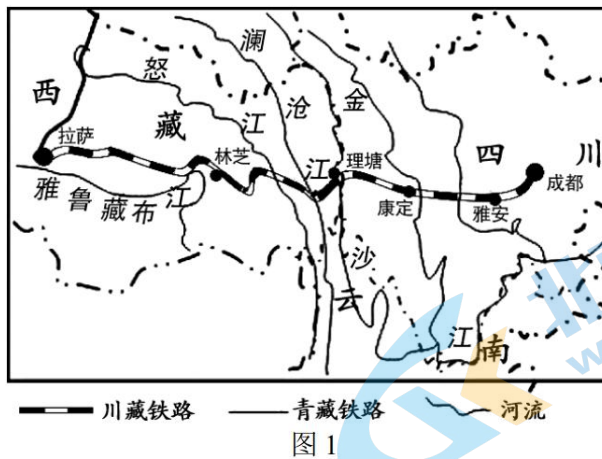 西藏
四川
云南
怒江
澜沧江
金沙江
雅鲁藏布江
拉萨
林芝
理塘
康定
雅安
成都
川藏铁路 青藏铁路 河流
图1